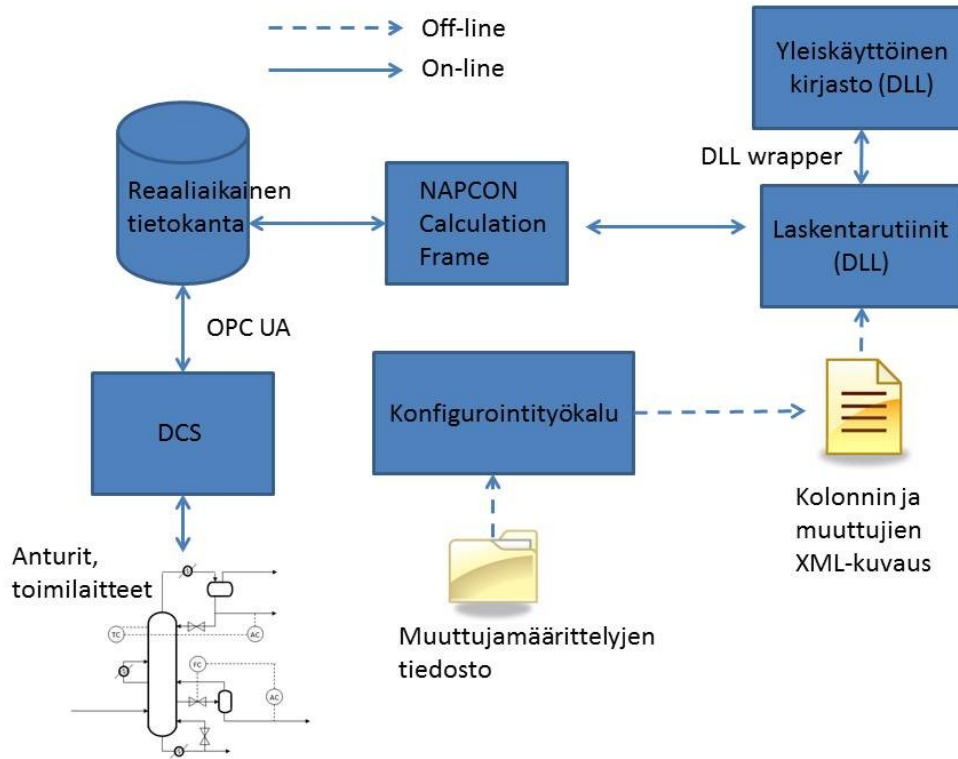 Off-line
On-line
Yleiskäyttöinen
kirjasto (DLL)
DLL wrapper
Reaaliaikainen
tietokanta
NAPCON
Calculation
Frame
Laskentarutiinit
(DLL)
OPC UA
DCS
Konfigurointityökalu
Kolonnin ja
muuttujien
XML-kuvaus
Anturit,
toimilaitteet
Muuttujamäärittelyjen
tiedosto
TC
AC
FC
AC